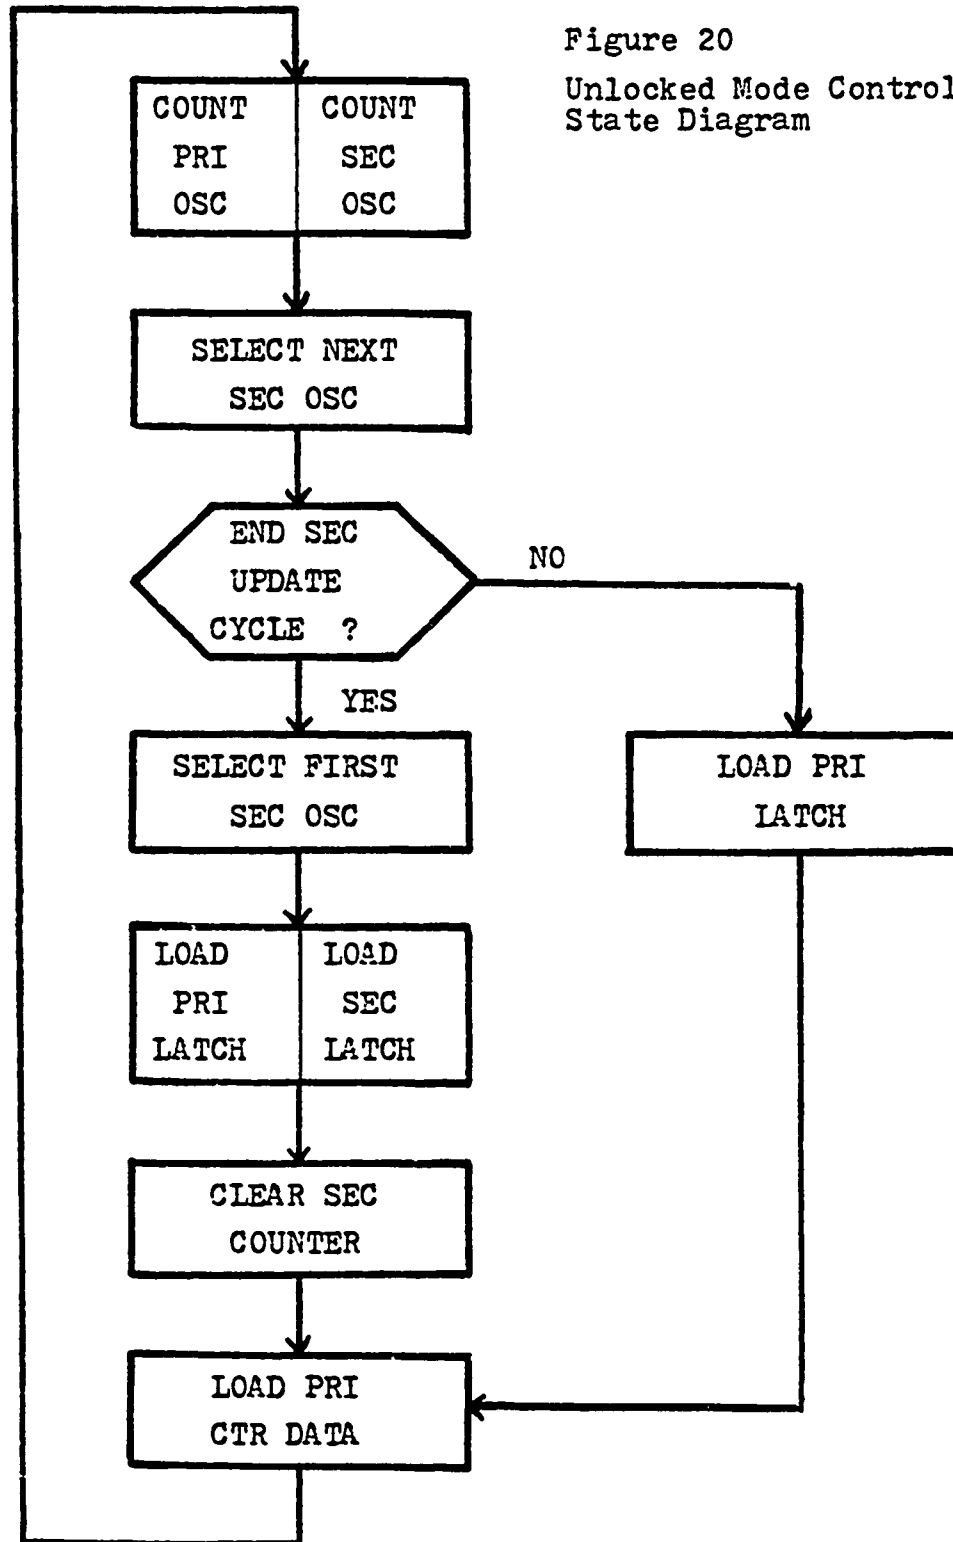 Figure 20
Unlocked Mode Control
State Diagram
COUNT
PRI
OSC
COUNT
SEC
OSC
SELECT NEXT
SEC OSC
END SEC
UPDATE
CYCLE ?
NO
YES
SELECT FIRST
SEC OSC
LOAD PRI
LATCH
LOAD
PRI
LATCH
LOAD
SEC
LATCH
CLEAR SEC
COUNTER
LOAD PRI
CTR DATA